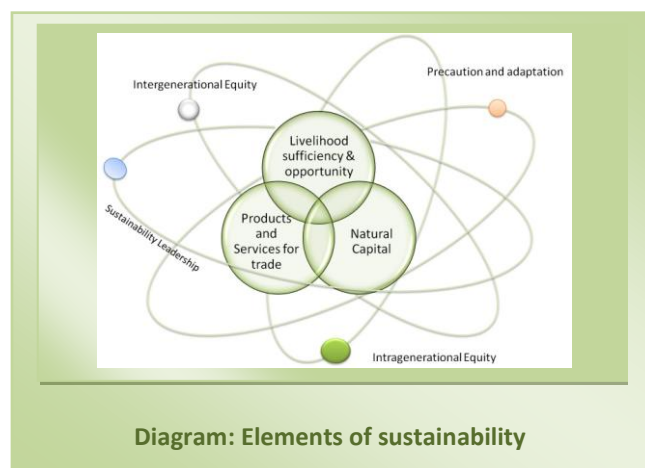 Intergenerational Equity
Precaution and adaptation
Livelihood
sufficiency &
opportunity
Sustainability Leadership
Products
and
Services for
trade
Natural
Capital
Intragenerational Equity
Diagram: Elements of sustainability